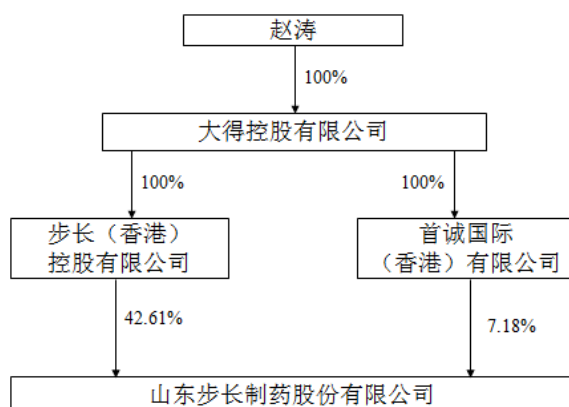 赵涛
100%
大得控股有限公司
100%
100%
步长（香港）
控股有限公司
首诚国际
（香港）有限公司
42.61%
7.18%
山东步长制药股份有限公司